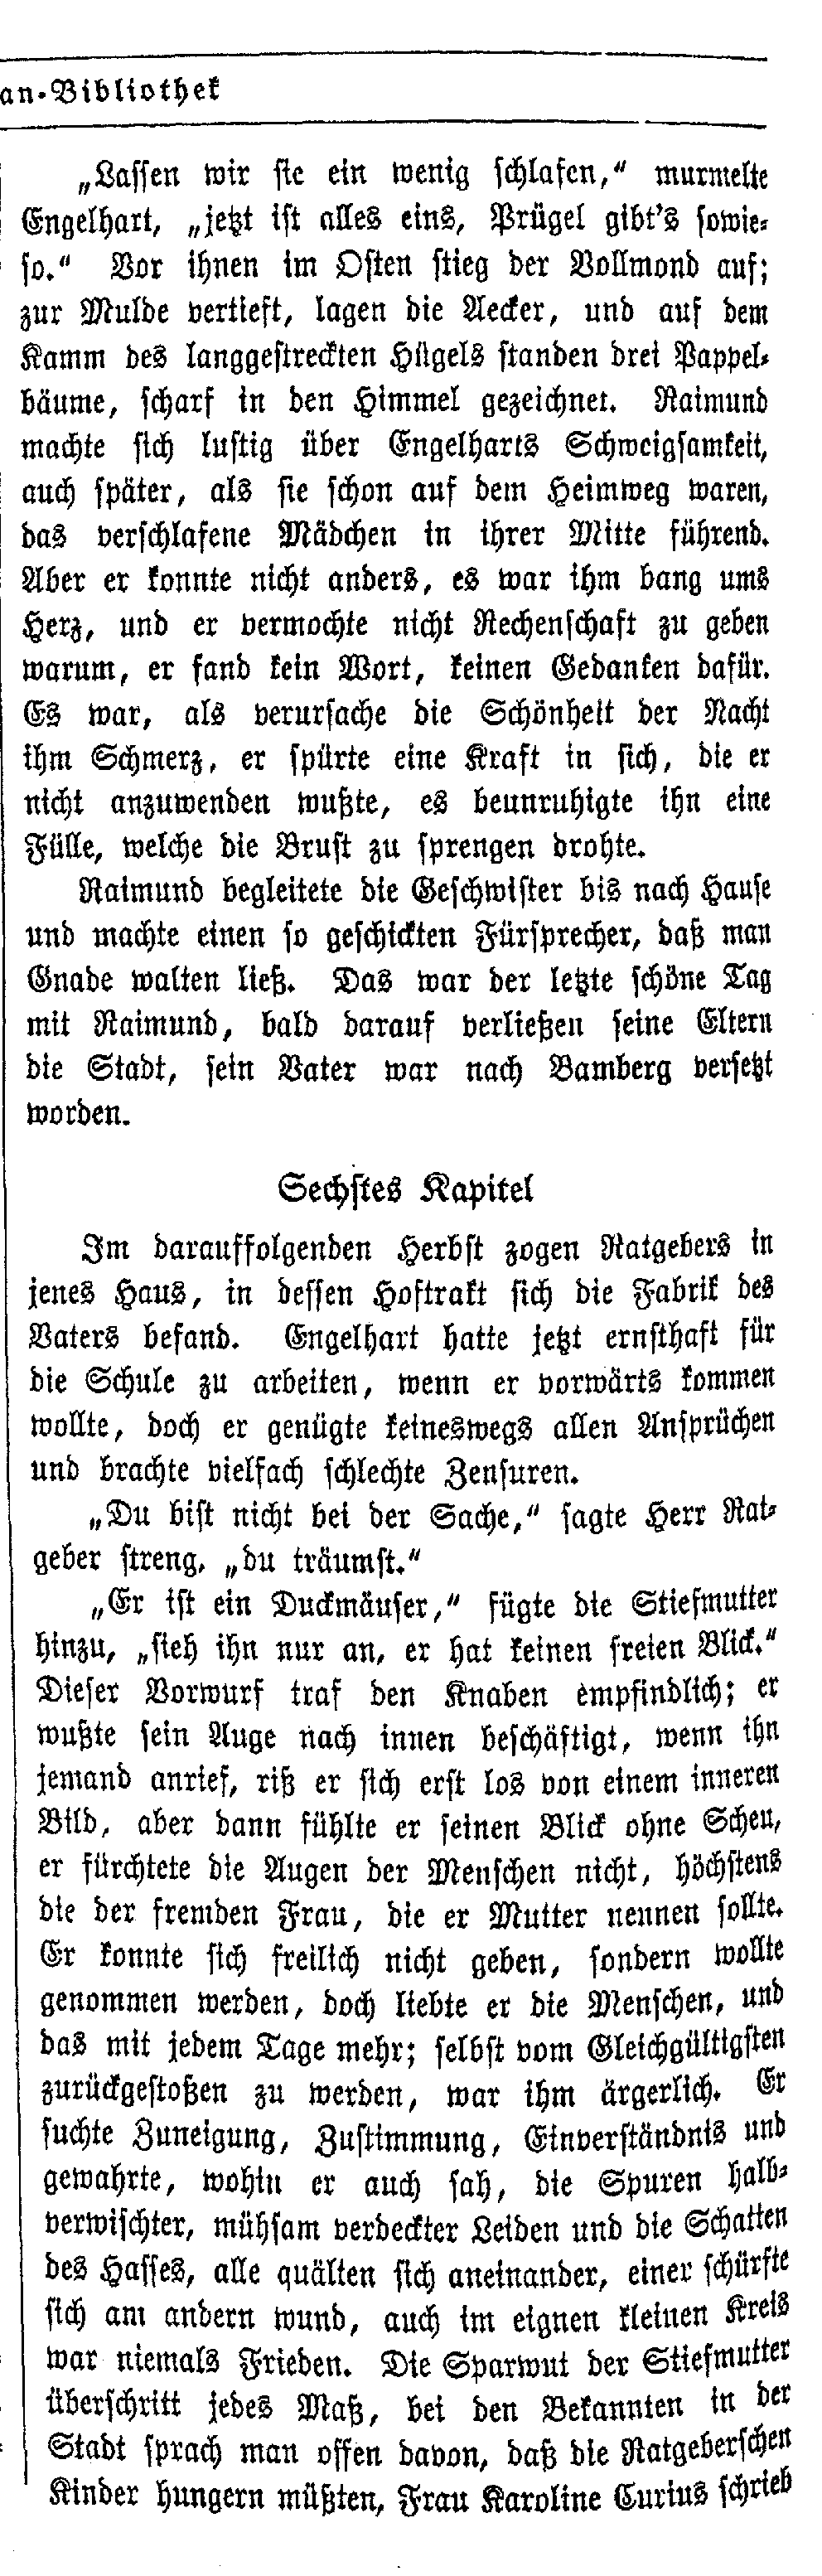 an-Bibliothek
„Lassen wir sie ein wenig schlafen,“ murmelte
Engelhart, „jetzt ist alles eins, Prügel gibt's sowie-
so.“ Vor ihnen im Osten stieg der Vollmond auf;
zur Mulde vertieft, lagen die Aecker, und auf dem
Kamm des langgestreckten Hügels standen drei Pappel-
bäume, scharf in den Himmel gezeichnet. Raimund
machte sich lustig über Engelharts Schweigsamkeit,
auch später, als sie schon auf dem Heimweg waren,
das verschlafene Mädchen in ihrer Mitte führend.
Aber er konnte nicht anders, es war ihm bang ums
Herz, und er vermochte nicht Rechenschaft zu geben
warum, er fand kein Wort, keinen Gedanken dafür.
Es war, als verursache die Schönheit der Nacht
ihm Schmerz, er spürte eine Kraft in sich, die er
nicht anzuwenden wußte, es beunruhigte ihn eine
Fülle, welche die Brust zu sprengen drohte.
Raimund begleitete die Geschwister bis nach Hause
und machte einen so geschickten Fürsprecher, daß man
Gnade walten ließ. Das war der letzte schöne Tag
mit Raimund, bald darauf verließen seine Eltern
die Stadt, sein Vater war nach Bamberg versetzt
worden.
Sechstes Kapitel
Im darauffolgenden Herbst zogen Ratgebers in
jenes Haus, in dessen Hoftrakt sich die Fabrik des
Vaters befand. Engelhart hatte jetzt ernsthaft für
die Schule zu arbeiten, wenn er vorwärts kommen
wollte, doch er genügte keineswegs allen Ansprüchen
und brachte vielfach schlechte Zensuren.
„Du bist nicht bei der Sache,“ sagte Herr Rat-
geber streng, „du träumst.“
„Er ist ein Duckmäuser,“ fügte die Stiefmutter
hinzu, „sieh ihn nur an, er hat keinen freien Blick.“
Dieser Vorwurf traf den Knaben empfindlich; er
wußte sein Auge nach innen beschäftigt, wenn ihn
jemand anrief, riß er sich erst los von einem inneren
Bild, aber dann fühlte er seinen Blick ohne Scheu,
er fürchtete die Augen der Menschen nicht, höchstens
die der fremden Frau, die er Mutter nennen sollte.
Er konnte sich freilich nicht geben, sondern wollte
genommen werden, doch liebte er die Menschen, und
das mit jedem Tage mehr; selbst vom Gleichgültigsten
zurückgestoßen zu werden, war ihm ärgerlich. Er
suchte Zuneigung, Zustimmung, Einverständnis und
gewahrte, wohin er auch sah, die Spuren halb-
verwischter, mühsam verdeckter Leiden und die Schatten
des Hasses, alle quälten sich aneinander, einer schürfte
sich am andern wund, auch im eignen kleinen Kreis
war niemals Frieden. Die Sparwut der Stiefmutter
überschritt jedes Maß, bei den Bekannten in der
Stadt sprach man offen davon, daß die Ratgeberschen
Kinder hungern müßten, Frau Karoline Curius schrieb